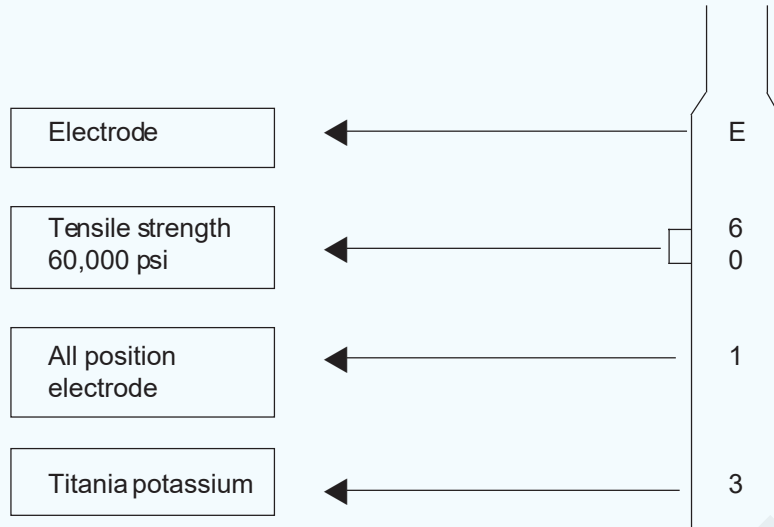 Electrode
E
Tensile strength
60,000 psi
6
0
All position
electrode
1
Titania potassium
3